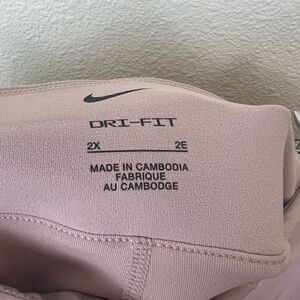 DRI-FIT
2X 2E
MADE IN CAMBODIA
FABRIQUE
AU CAMBODGE